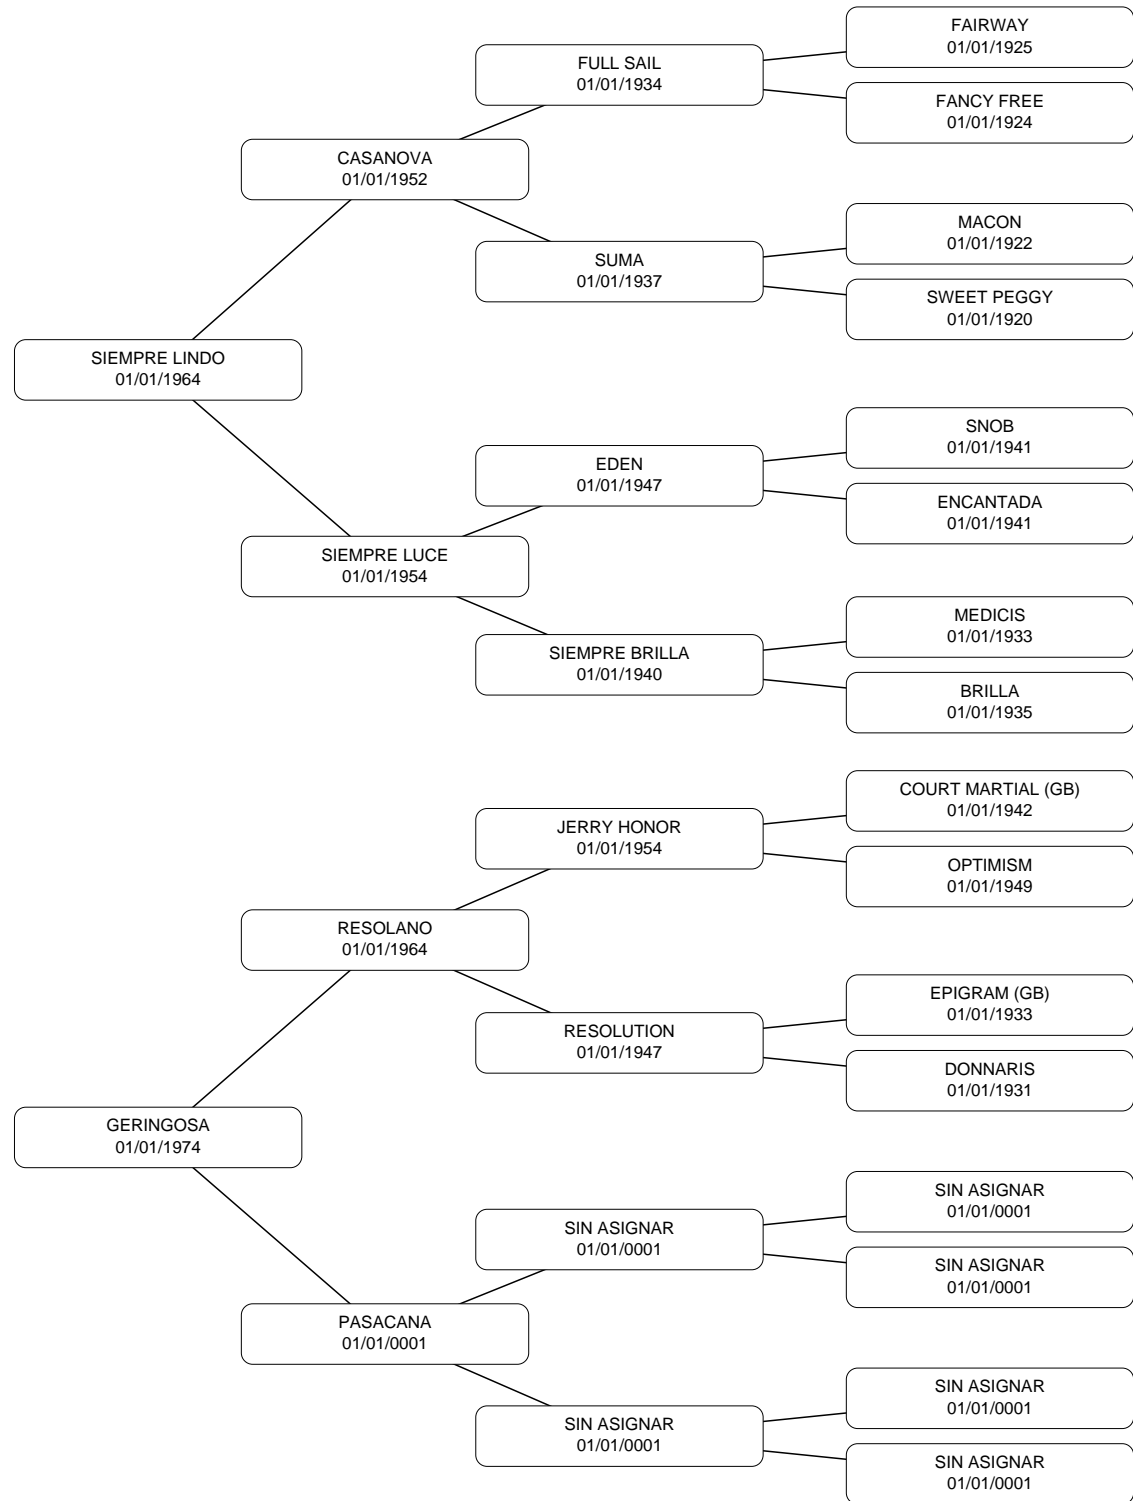 FAIRWAY
01/01/1925
FULL SAIL
01/01/1934
FANCY FREE
01/01/1924
CASANOVA
01/01/1952
MACON
01/01/1922
SUMA
01/01/1937
SWEET PEGGY
01/01/1920
SIEMPRE LINDO
01/01/1964
SNOB
01/01/1941
EDEN
01/01/1947
ENCANTADA
01/01/1941
SIEMPRE LUCE
01/01/1954
MEDICIS
01/01/1933
SIEMPRE BRILLA
01/01/1940
BRILLA
01/01/1935
COURT MARTIAL (GB)
01/01/1942
JERRY HONOR
01/01/1954
OPTIMISM
01/01/1949
RESOLANO
01/01/1964
EPIGRAM (GB)
01/01/1933
RESOLUTION
01/01/1947
DONNARIS
01/01/1931
GERINGOSA
01/01/1974
SIN ASIGNAR
01/01/0001
SIN ASIGNAR
01/01/0001
SIN ASIGNAR
01/01/0001
PASACANA
01/01/0001
SIN ASIGNAR
01/01/0001
SIN ASIGNAR
01/01/0001
SIN ASIGNAR
01/01/0001